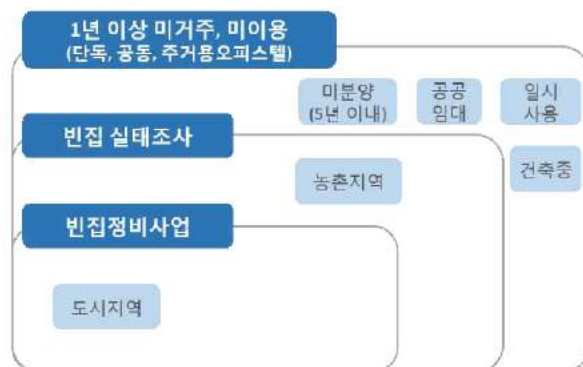 1년 이상 미거주, 미이용
(단독, 공동, 주거용오피스텔)
미분양
(5년 이내)
공공
임대
일시
사용
빈집 실태조사
농촌지역
건축중
빈집정비사업
도시지역